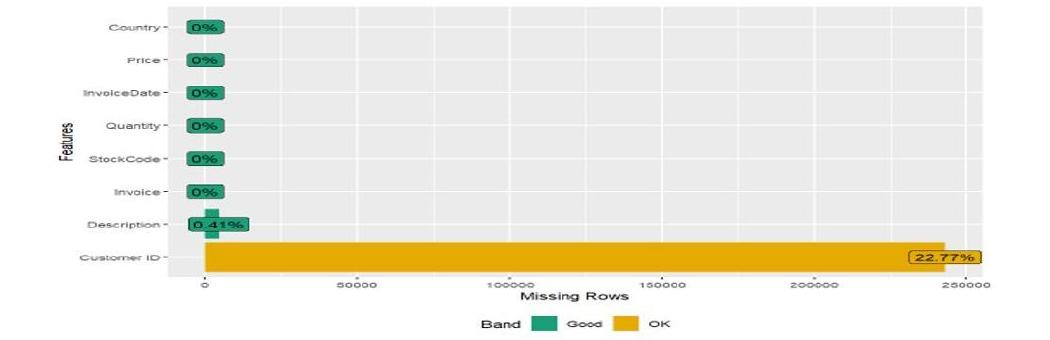 Country 0%
Price 0%
InvoiceDate 0%
Quantity 0%
StockCode 0%
Invoice 0%
Description 0.41%
Customer ID 22.77%
Features
0 50000 100000 150000 200000 250000
Missing Rows
Band Good OK